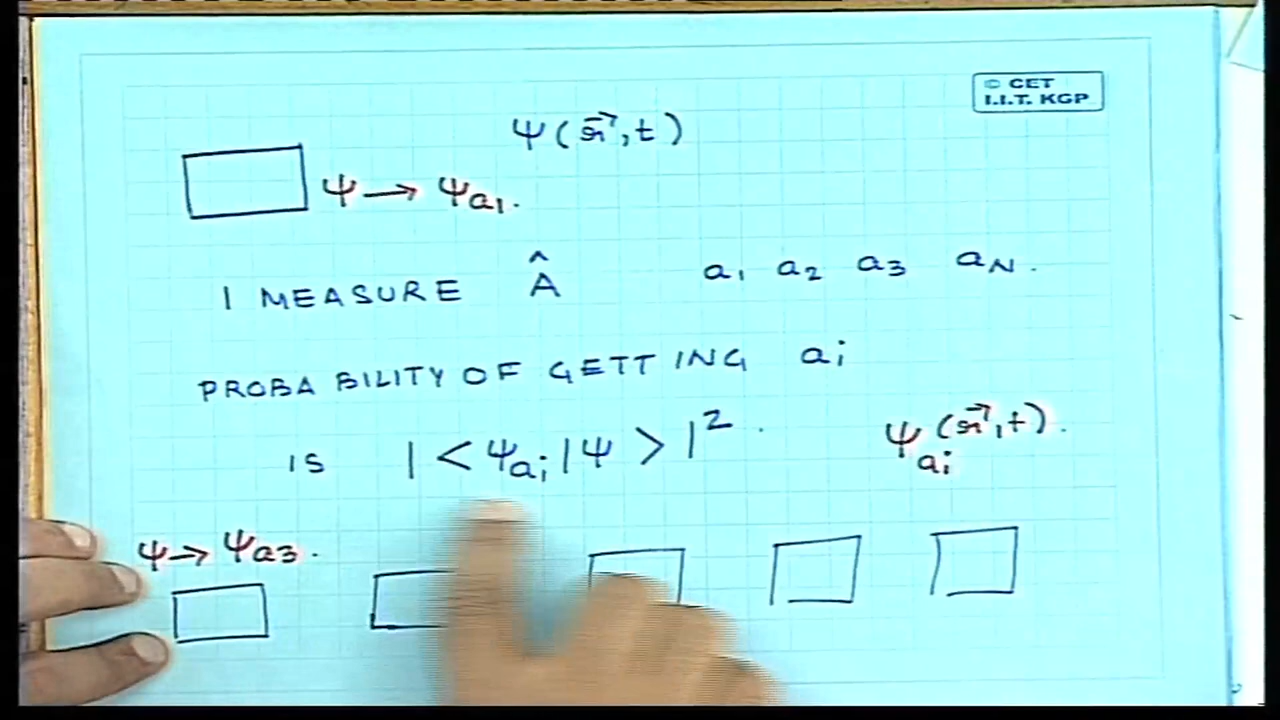 © CET
I.I.T. KGP
ψ(r⃗,t)
ψ → ψa₁.
I MEASURE Â a₁ a₂ a₃ aN.
PROBABILITY OF GETTING ai
is |<ψai|ψ>|².
ψai(r⃗,t).
ψ → ψa₃.